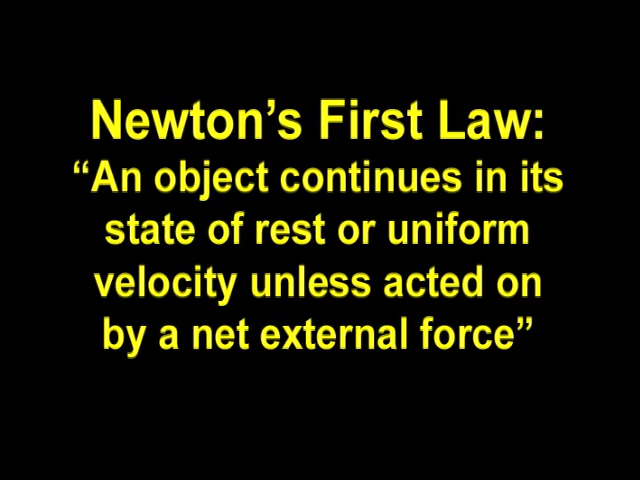 Newton’s First Law:
“An object continues in its
state of rest or uniform
velocity unless acted on
by a net external force”